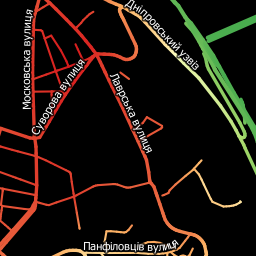 Дніпровський узвіз
Московська вулиця
Суворова вулиця
Лаврська вулиця
Панфіловців вулиця